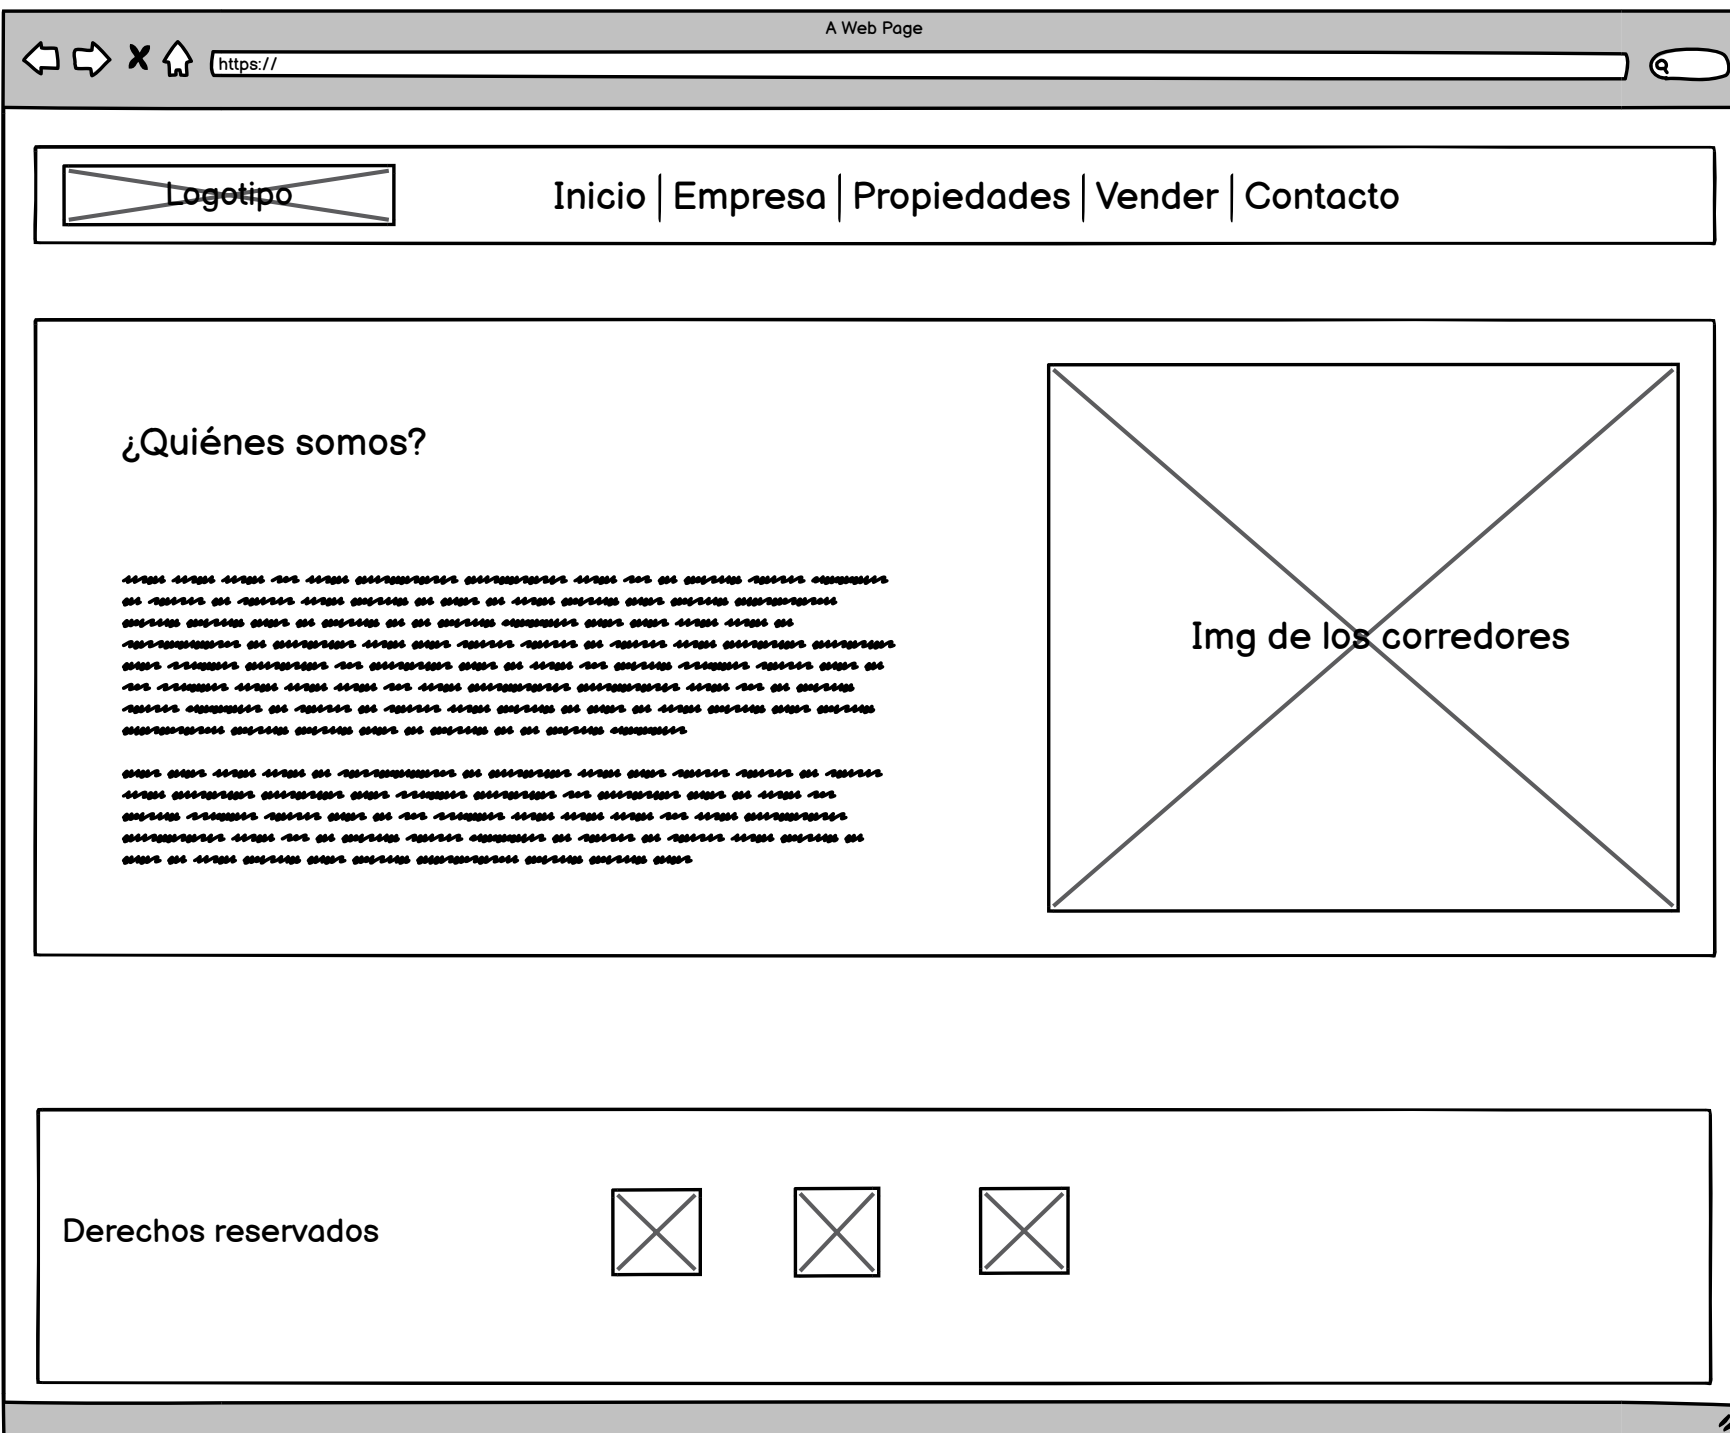 A Web Page
https://
Logotipo
Inicio | Empresa | Propiedades | Vender | Contacto
¿Quiénes somos?
Img de los corredores
Derechos reservados